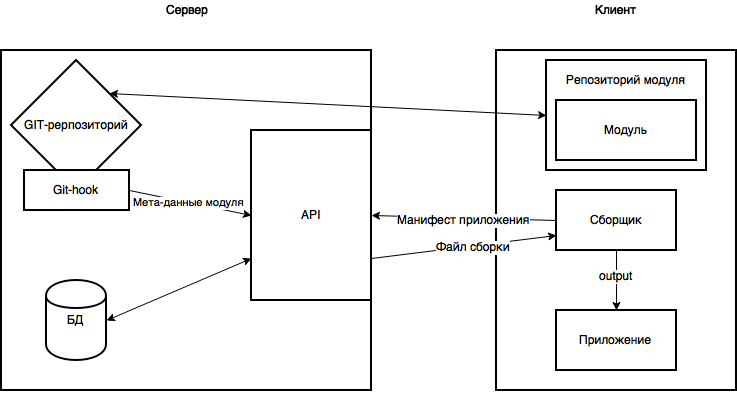 Сервер
Клиент
GIT-рерпозиторий
Git-hook
Мета-данные модуля
API
БД
Репозиторий модуля
Модуль
Манифест приложения
Файл сборки
Сборщик
output
Приложение